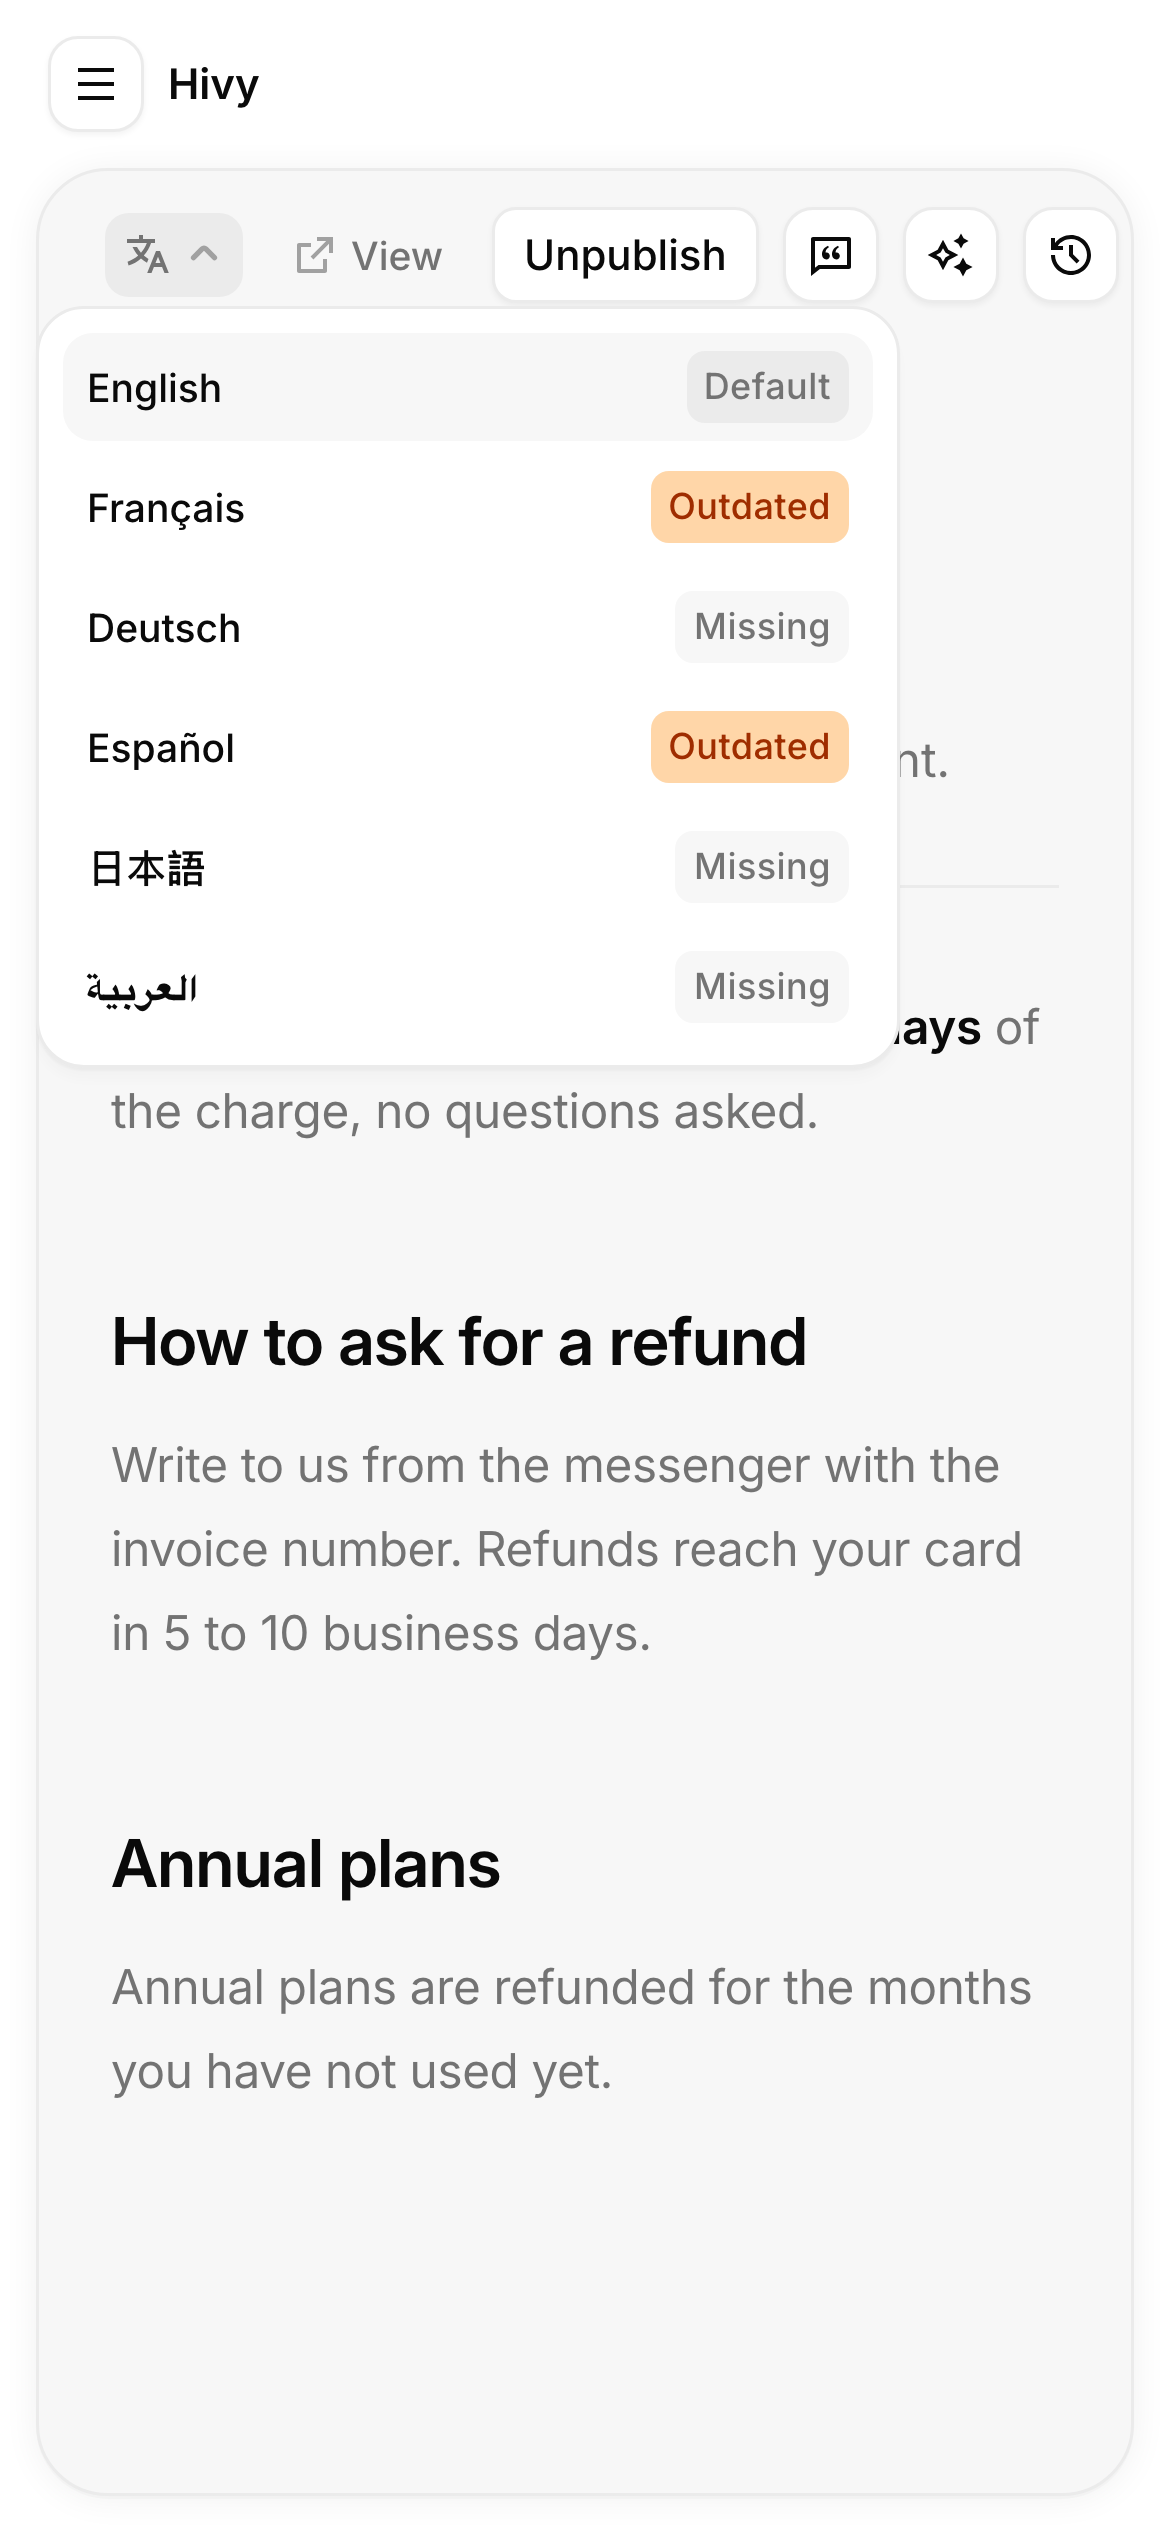 Hivy
View
Unpublish
English Default
Français Outdated
Deutsch Missing
Español Outdated
日本語 Missing
العربية Missing
of
the charge, no questions asked.
How to ask for a refund
Write to us from the messenger with the
invoice number. Refunds reach your card
in 5 to 10 business days.
Annual plans
Annual plans are refunded for the months
you have not used yet.